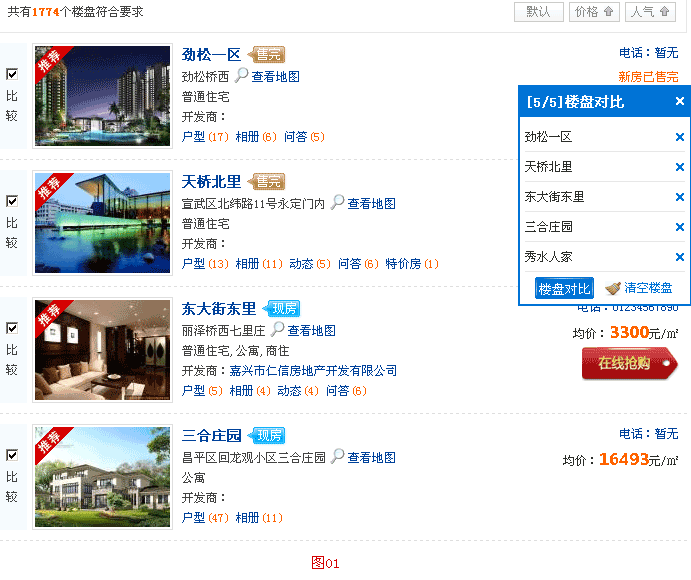 共有1774个楼盘符合要求
默认 价格 人气
推荐
比
较
劲松一区 售完
电话：暂无
劲松桥西 查看地图
新房已售完
普通住宅
开发商：
户型(17) 相册(6) 问答(5)
[5/5]楼盘对比 ×
劲松一区 ×
天桥北里 ×
东大街东里 ×
三合庄园 ×
秀水人家 ×
楼盘对比 清空楼盘
推荐
比
较
天桥北里 售完
宣武区北纬路11号永定门内 查看地图
普通住宅
开发商：
户型(13) 相册(11) 动态(5) 问答(6) 特价房(1)
推荐
比
较
东大街东里 现房
电话：01234561890
丽泽桥西七里庄 查看地图
均价：3300元/㎡
普通住宅,公寓,商住
在线抢购
开发商：嘉兴市仁信房地产开发有限公司
户型(5) 相册(4) 动态(4) 问答(6)
推荐
比
较
三合庄园 现房
电话：暂无
昌平区回龙观小区三合庄园 查看地图
均价：16493元/㎡
公寓
开发商：
户型(47) 相册(11)
图01